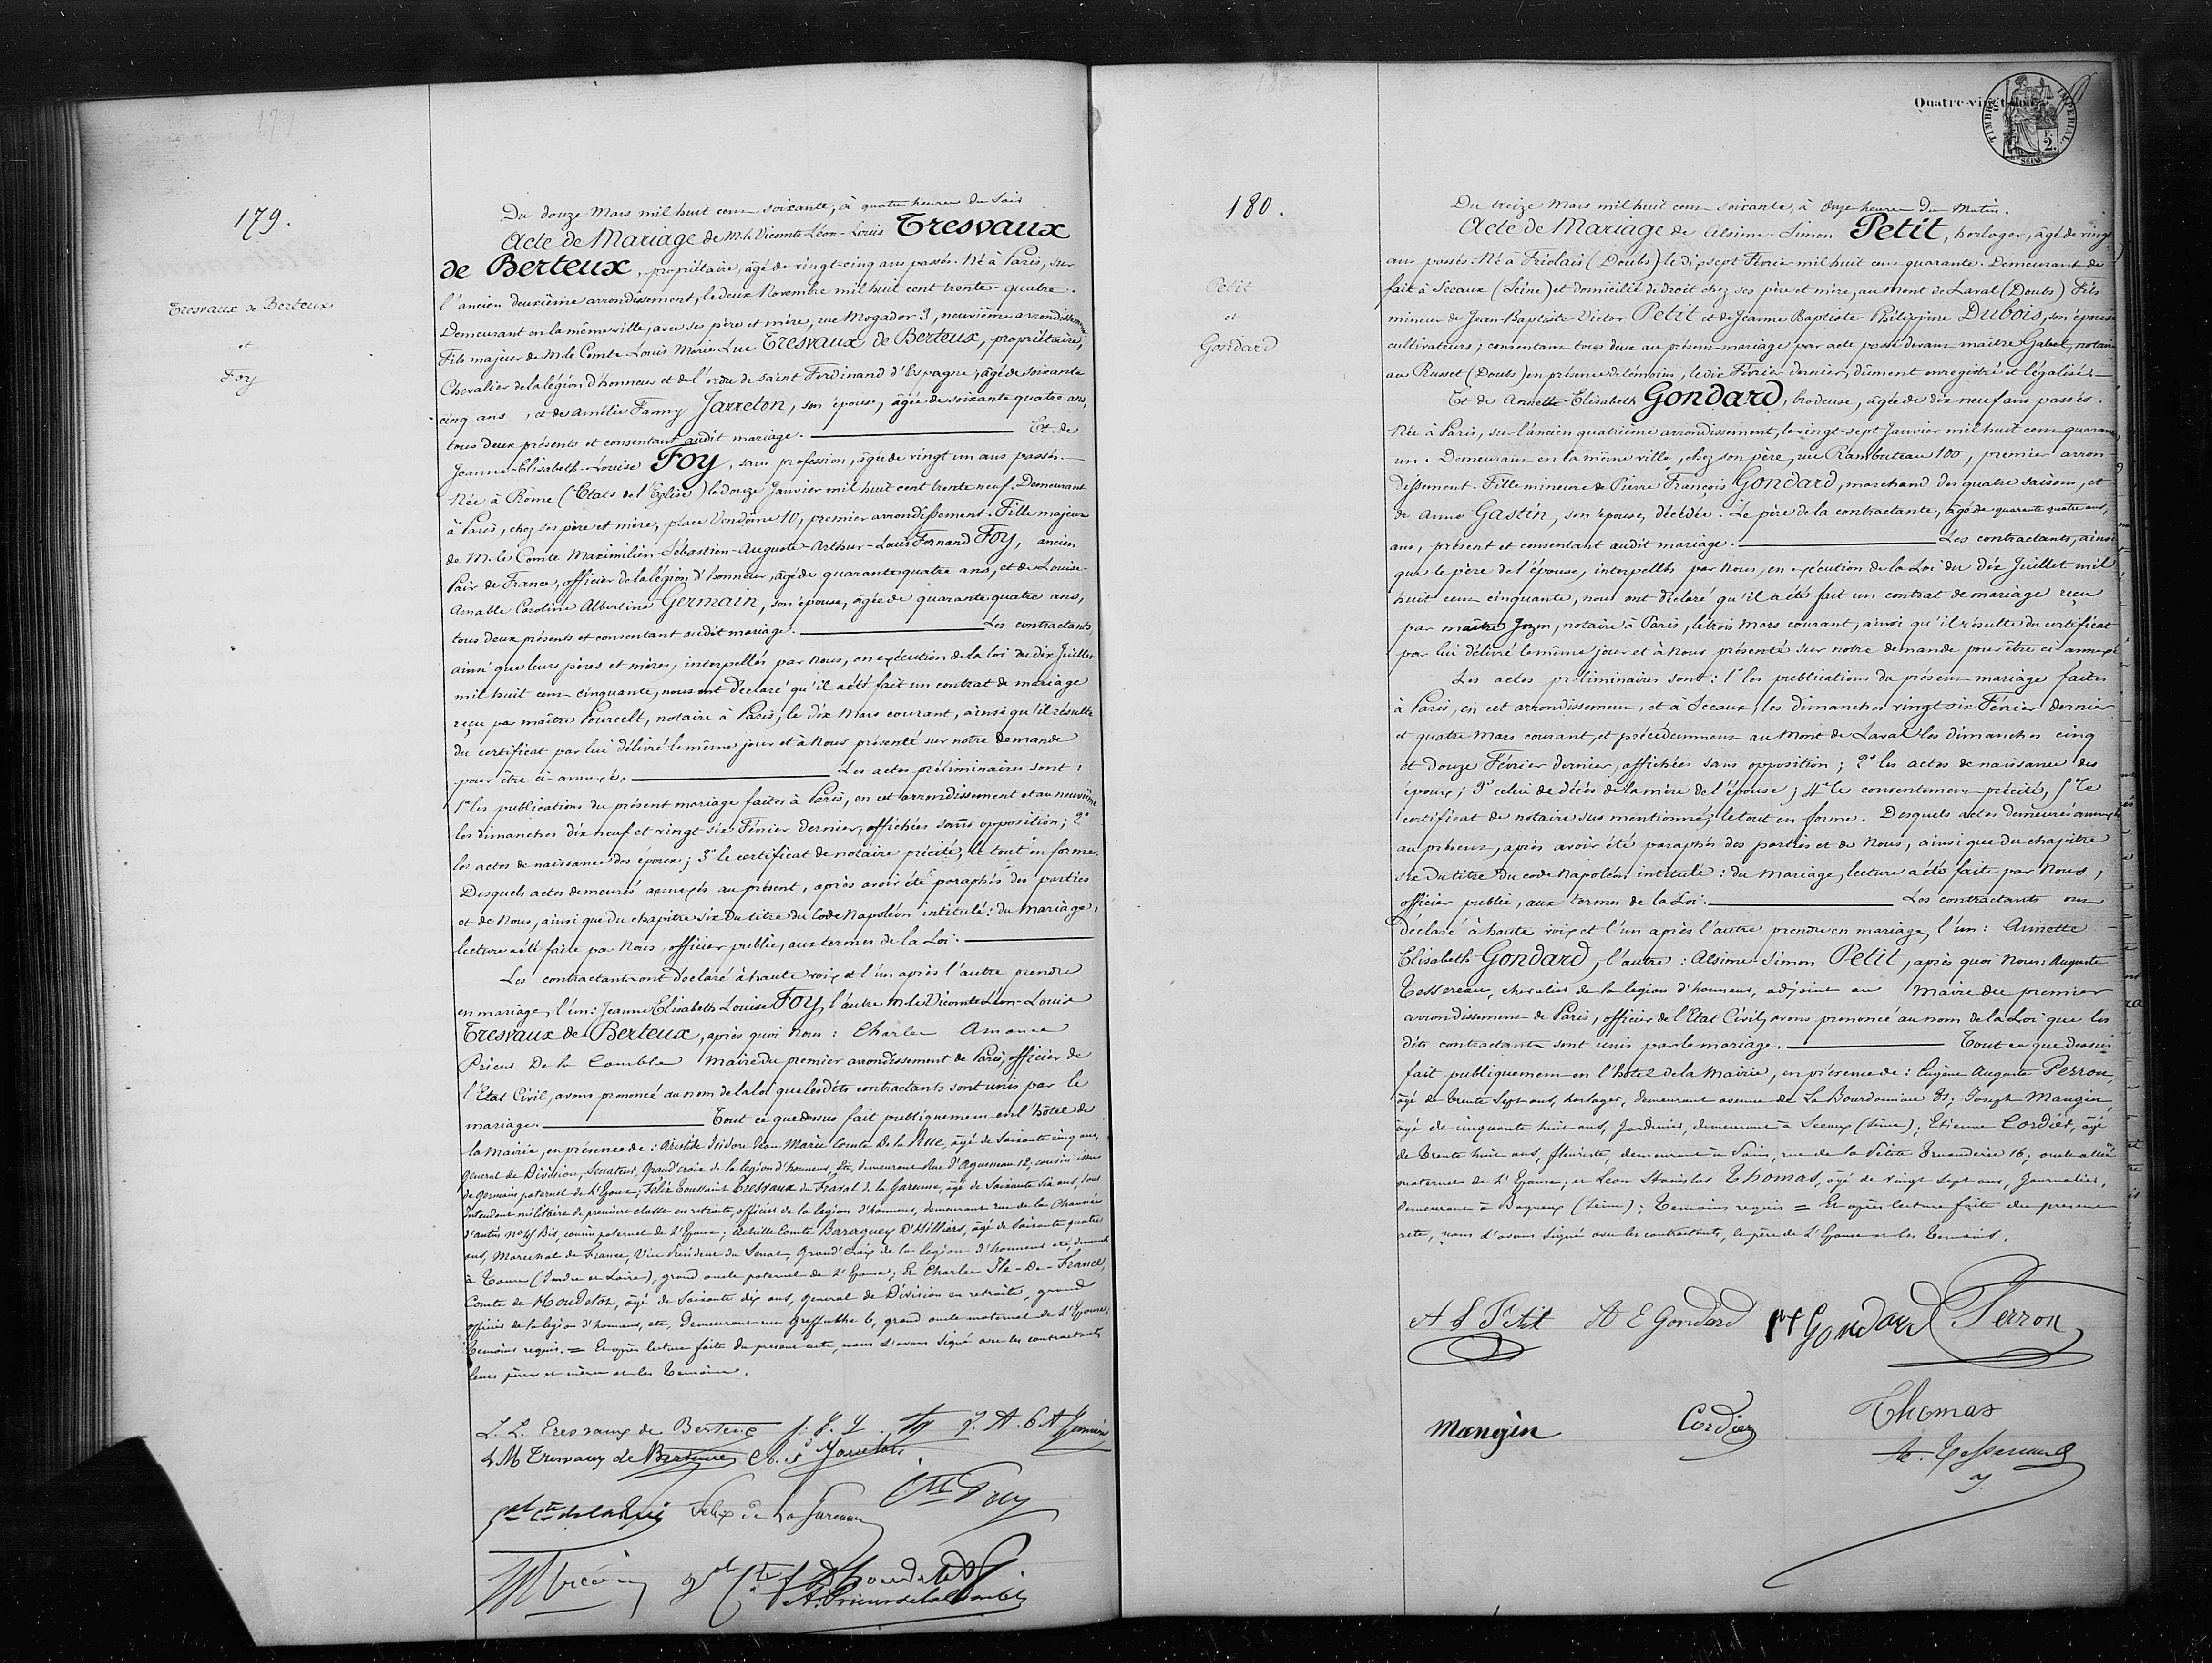 179.
Tresvaux de Berteux
et
Foy
Du douze Mars mil huit cent soixante, à quatre heures du soir
Acte de Mariage de Mr le Vicomte Léon-Louis Tresvaux
de Berteux, propriétaire, âgé de vingt-cinq ans passés. Né à Paris, sur
l'ancien deuxième arrondissement, le deux Novembre mil huit cent trente-quatre.
Demeurant en la même ville, avec ses père et mère, rue Mogador 3, neuvième arrondissement
Fils majeur de M. le Comte Louis Marie Luc Tresvaux de Berteux, propriétaire,
Chevalier de la légion d'honneur et de l'ordre de Saint Ferdinand d'Espagne, âgé de soixante
cinq ans, et de Amélie Fanny Jarreton, son épouse, âgée de soixante quatre ans,
tous deux présents et consentant audit mariage. Et de
Jeanne-Elisabeth-Louise Foy, sans profession, âgée de vingt un ans passés.
Née à Rome (Etats de l'Eglise) le douze Janvier mil huit cent trente neuf. Demeurant
à Paris, chez ses père et mère, place Vendôme 10, premier arrondissement. Fille majeure
de M. le Comte Maximilien-Sébastien-Auguste-Arthur-Louis Fernand Foy, ancien
Pair de France, officier de la légion d'honneur, âgé de quarante quatre ans, et de Louise-
Amable Caroline Albertine Germain, son épouse, âgée de quarante quatre ans,
tous deux présents et consentant audit mariage. Les contractants,
ainsi que leurs pères et mères, interpellés par Nous, en exécution de la loi du dix Juillet
mil huit cent cinquante, nous ont déclaré qu'il a été fait un contrat de mariage
reçu par maître Pourcelt, notaire à Paris, le dix Mars courant, ainsi qu'il résulte
du certificat par lui délivré le même jour et à Nous présenté sur notre demande
pour être ci-annexé. Les actes préliminaires sont:
1° les publications du présent mariage faites à Paris, en cet arrondissement et au neuvième
les dimanches dix neuf et vingt six Février dernier, affichées sans opposition; 2°
les actes de naissance des époux; 3° le certificat de notaire précité, le tout en forme.
Desquels actes demeurés annexés au présent, après avoir été paraphés des parties
et de Nous, ainsi que du chapitre six du titre du Code Napoléon intitulé: du Mariage,
lecture a été faite par Nous, officier public, aux termes de la Loi.
Les contractants ont déclaré à haute voix et l'un après l'autre prendre
en mariage, l'un: Jeanne Elisabeth Louise Foy, l'autre M. le Vicomte Léon-Louis
Tresvaux de Berteux, après quoi Nous: Charles Amance
Prieur De la Comble Maire du premier arrondissement de Paris, officier de
l'Etat Civil, avons prononcé au nom de la loi que lesdits contractants sont unis par le
mariage. Tout ce que dessus fait publiquement en l'hôtel de
la Mairie, en présence de: Aristide Isidore Jean Marie Comte De la Rue, âgé de Soixante cinq ans,
Général de Division, Sénateur, Grand'croix de la légion d'honneur, etc, demeurant Rue d'Aguesseau 12, cousin issu
de germain paternel de l'Epoux; Félix Toussaint Tresvaux du Fraval de la Garenne, âgé de Soixante six ans, Sous
Intendant militaire de première classe en retraite, officier de la légion d'honneur, demeurant rue de la Chaussée
d'antin Bis, cousin paternel de l'Epoux; Achille Comte Baraguey D'Hilliers, âgé de Soixante quatre
ans, Maréchal de France, Vice Président du Sénat, Grand'Croix de la légion d'honneur etc, demeurant
à Tours (Indre et Loire), grand oncle paternel de l'Epouse; Et Charles Ile-De-France,
Comte de Houdetot, âgé de Soixante dix ans, Général de Division en retraite, grand
officier de la légion d'honneur, etc, demeurant rue Greffulhe 6, grand oncle maternel de l'Epouse,
Témoins requis. = Et après lecture faite du présent acte, nous l'avons signé avec les contractants
leurs pères et mères et les Témoins.
L. L. Tresvaux de Berteux J. E. L. Foy L. A. C. A Germain
L M Tresvaux de Berteux Jarreton
Gal Cte de la Rue Félix de La Garenne Cte Foy
Gal Cte d'Houdetot
A. Prieur de la Comble
Quatre-vingt-douze
TIMBRE IMPERIAL
F.
2.
SEINE
180.
Petit
et
Gondard
Du treize Mars mil huit cent soixante, à Onze heures du Matin.
Acte de Mariage de Alsime-Simon Petit, horloger, âgé de vingt
ans passés. Né à Friolais (Doubs) le dix sept Février mil huit cent quarante. Demeurant de
fait à Sceaux (Seine) et domicilié de droit chez ses père et mère, au Mont de Laval (Doubs) Fils
mineur de Jean-Baptiste-Victor Petit et de Jeanne Baptiste-Philippine Dubois, son épouse
cultivateurs; consentant tous deux au présent mariage par acte passé devant maître Gabel, notaire
au Russet (Doubs) en présence de témoins, le dix Février dernier, dûment enregistré et légalisé.
Et de Annette-Elisabeth Gondard, brodeuse, âgée de dix neuf ans passés.
Née à Paris, sur l'ancien quatrième arrondissement, le vingt-sept Janvier mil huit cent quarante
un. Demeurant en la même ville, chez son père, rue Rambuteau 100, premier arron
dissement. Fille mineure de Pierre François Gondard, marchand des quatre saisons, et
de Anne Gastin, son épouse, décédée. Le père de la contractante, âgé de quarante quatre ans,
ans, présent et consentant audit mariage. Les contractants, ainsi
que le père de l'épouse, interpellés par Nous, en exécution de la Loi du dix Juillet mil
huit cent cinquante, nous ont déclaré qu'il a été fait un contrat de mariage reçu
par maître Jozon, notaire à Paris, le trois Mars courant, ainsi qu'il résulte du certificat
par lui délivré le même jour et à Nous présenté sur notre demande pour être ci annexé
Les actes préliminaires sont: 1° les publications du présent mariage faites
à Paris, en cet arrondissement, et à Sceaux, les dimanches vingt six Février dernier
et quatre Mars courant, et précédemment au Mont de Laval les dimanches cinq
et douze Février dernier, affichées sans opposition; 2° les actes de naissance des
époux; 3° celui de décès de la mère de l'épouse; 4° le consentement précité, 5° le
certificat de notaire sus mentionné; le tout en forme. Desquels actes demeurés annexés
au présent, après avoir été paraphés des parties et de Nous, ainsi que du chapitre
six du titre du code Napoléon intitulé: du Mariage, lecture a été faite par Nous,
officier public, aux termes de la Loi. Les contractants ont
déclaré à haute voix et l'un après l'autre prendre en mariage, l'un: Annette
Elisabeth Gondard, l'autre: Alsime-Simon Petit, après quoi Nous: Auguste
Tessereau, chevalier de la légion d'honneur, adjoint au Maire du premier
arrondissement de Paris, officier de l'Etat Civil, avons prononcé au nom de la Loi que les
dits contractants sont unis par le mariage. Tout ce que dessus
fait publiquement en l'hôtel de la Mairie, en présence de: Eugène Auguste Perron,
âgé de trente Sept ans, horloger, demeurant avenue de La Bourdonnaie 81; Joseph Mangin
âgé de cinquante huit ans, Jardinier, demeurant à Sceaux (Seine); Etienne Cordier, âgé
de trente huit ans, fleuriste, demeurant à Paris, rue de la Petite Truanderie 16, oncle allié
maternel de l'Epouse; et Léon Stanislas Thomas, âgé de vingt Sept ans, Journalier,
demeurant à Bagneux (Seine); Témoins requis = Et après lecture faite du présent
acte, nous l'avons signé avec les contractants, le père de l'Epouse et les Témoins.
A S Petit A E Gondard Pf Gondard Perron
Mangin Cordier Thomas
Au. Tessereau